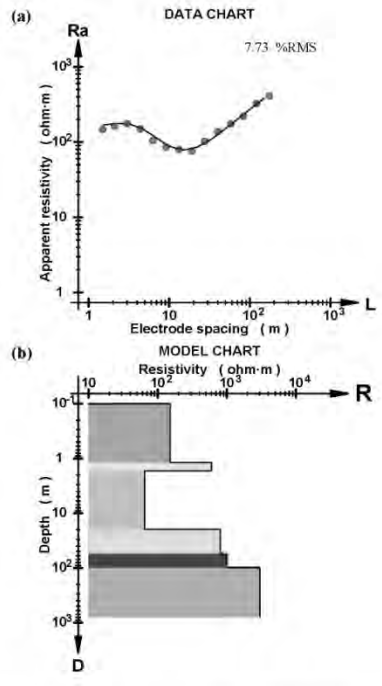 (a)
DATA CHART
Ra
7.73 %RMS
10³
10²
10
1
Apparent resistivity ( ohm·m )
1
10
10²
10³
L
Electrode spacing ( m )
(b)
MODEL CHART
Resistivity ( ohm·m )
10
10²
10³
10⁴
R
10⁻
1
10
10²
10³
Depth ( m )
D